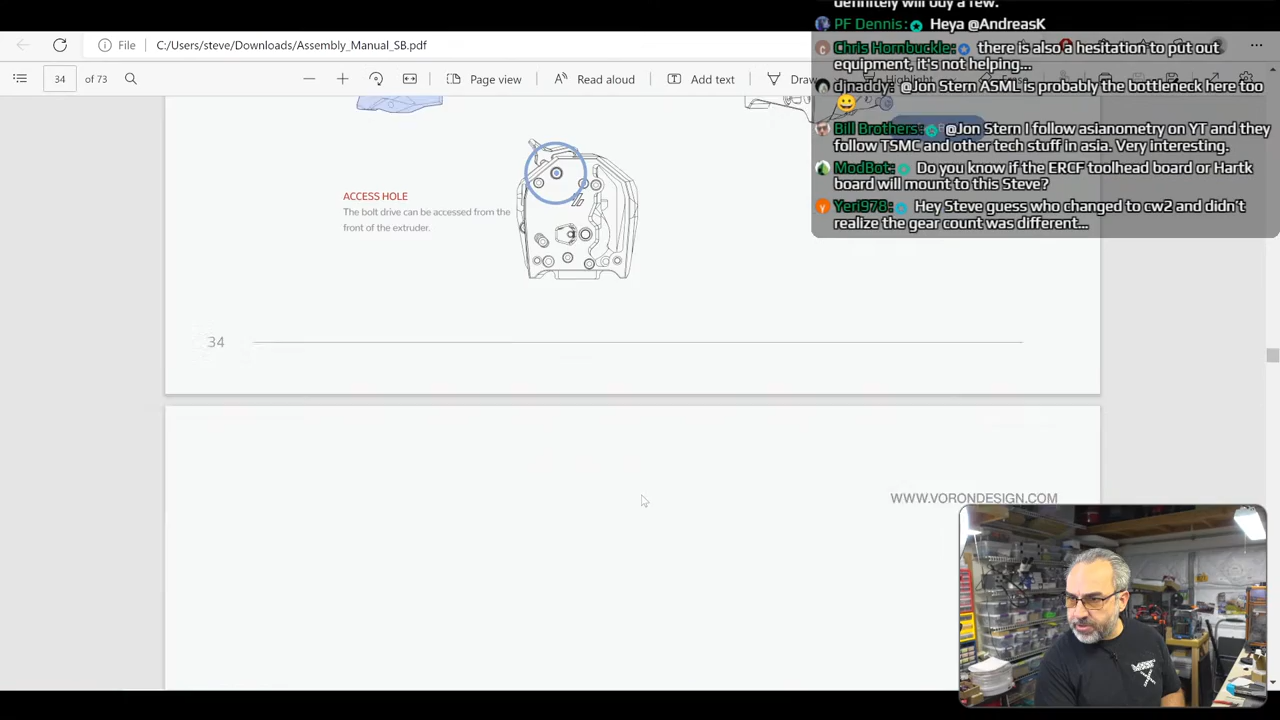 definitely will buy a few.
PF Dennis: Heya @AndreasK
File C:/Users/steve/Downloads/Assembly_Manual_SB.pdf
Chris Hornbuckle: there is also a hesitation to put out
equipment, it's not helping...
34 of 73 Page view Read aloud Add text Draw Highlight Erase
djnaddy: @Jon Stern ASML is probably the bottleneck here too
Bill Brothers: @Jon Stern I follow asianometry on YT and they
follow TSMC and other tech stuff in asia. Very interesting.
ModBot: Do you know if the ERCF toolhead board or Hartk
board will mount to this Steve?
Yeri978: Hey Steve guess who changed to cw2 and didn't
realize the gear count was different...
ACCESS HOLE
The bolt drive can be accessed from the
front of the extruder.
34
WWW.VORONDESIGN.COM